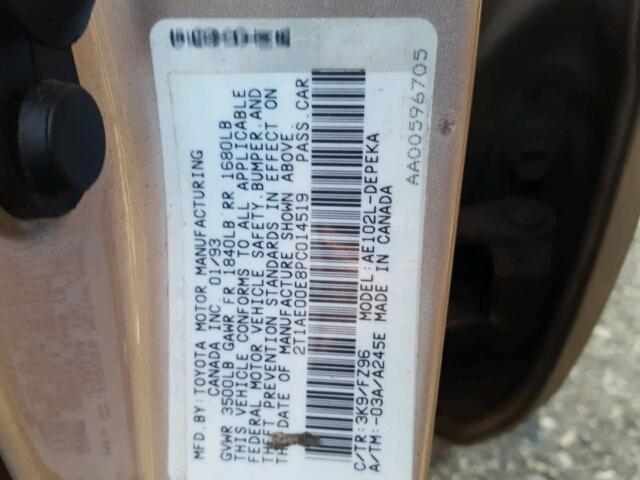 MFD.BY:TOYOTA MOTOR MANUFACTURING
CANADA INC. 01/93
GVWR 3500LB GAWR FR 1840LB RR 1680LB
THIS VEHICLE CONFORMS TO ALL APPLICABLE
FEDERAL MOTOR VEHICLE SAFETY,BUMPER,AND
THEFT PREVENTION STANDARDS IN EFFECT ON
THE DATE OF MANUFACTURE SHOWN ABOVE.
2T1AE00E8PC014519 PASS.CAR
C/TR:3K9/FZ96 MODEL:AE102L-DEPEKA
A/TM:-03A/A245E MADE IN CANADA
AA00596705